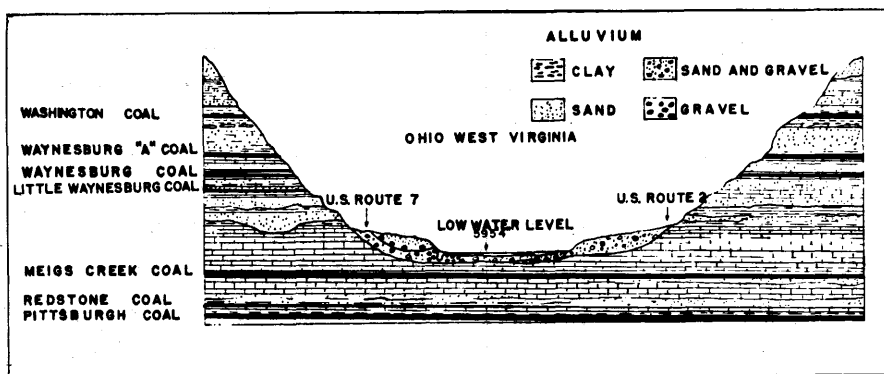 ALLUVIUM
CLAY
SAND AND GRAVEL
SAND
GRAVEL
WASHINGTON COAL
OHIO WEST VIRGINIA
WAYNESBURG "A" COAL
WAYNESBURG COAL
LITTLE WAYNESBURG COAL
U.S. ROUTE 7
U.S. ROUTE 2
LOW WATER LEVEL
MEIGS CREEK COAL
REDSTONE COAL
PITTSBURGH COAL